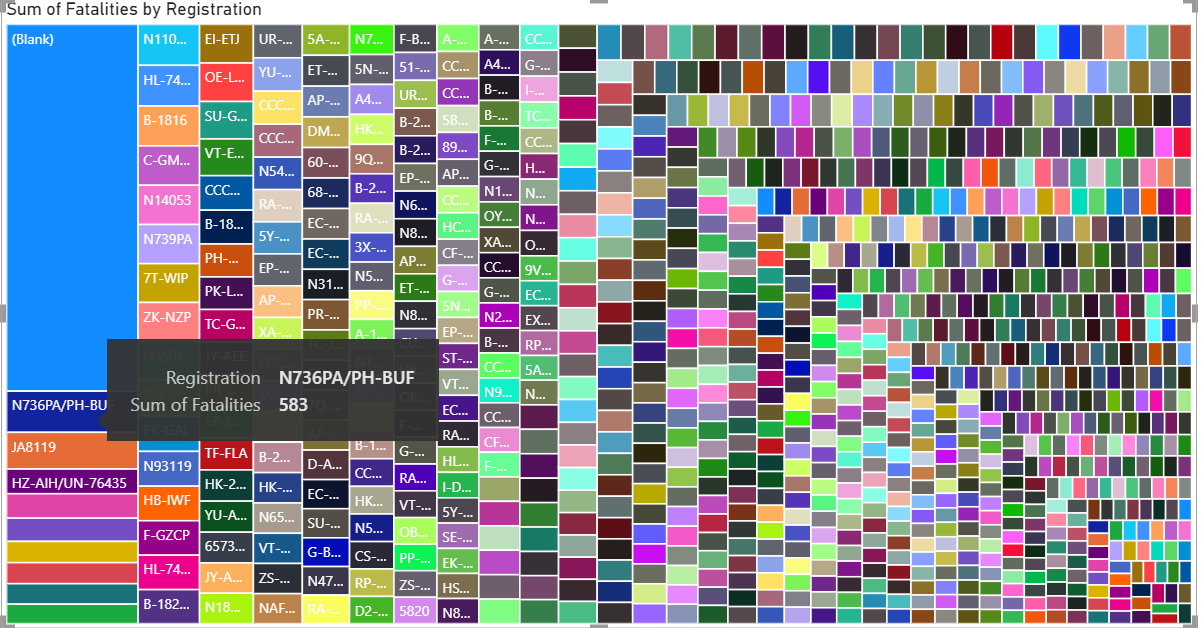 Sum of Fatalities by Registration
(Blank)
N736PA/PH-BUF
JA8119
HZ-AIH/UN-76435
N110...
HL-74...
B-1816
C-GM...
N14053
N739PA
7T-WIP
ZK-NZP
PK-GAI
N93119
HB-IWF
F-GZCP
HL-74...
B-182...
EI-ETJ
OE-L...
SU-G...
VT-E...
CCC...
B-18...
PH-...
PK-L...
TC-G...
JY-AEE
TF-FLA
HK-2...
YU-A...
6573...
JY-A...
N18...
UR-...
YU-...
CCC...
CCC...
N54...
RA-...
5Y-...
EP-...
AP-...
XA-...
B-2...
HK-...
N65...
VT-...
ZS-...
NAF...
5A-...
ET-...
AP-...
DM...
60-...
68-...
EC-...
EC-...
N31...
PR-...
D-A...
EC-...
SU-...
G-B...
N47...
RA-...
N7...
5N-...
A4...
HK...
9Q...
B-2...
RA-...
3X-...
N5...
PP-...
A-1...
B-1...
CC...
HK...
N5...
CS-...
RP-...
D2-...
F-B...
51-...
UR...
B-2...
B-2...
EP-...
N6...
N8...
AP...
ET-...
N8...
G-...
RA...
VT-...
OB...
PP-...
ZS-...
5820
A-...
CC...
CC...
5B...
89...
AP...
CC...
HC...
CF-...
G-...
5N...
EP-...
ST-...
VT...
EC...
RA...
HL...
I-D...
5Y-...
SE-...
EK-...
HS...
N8...
A-...
A4...
B-...
B-...
F-...
G-...
N1...
OY...
XA...
CC...
G-...
N2...
B-...
CC...
N9...
CC...
CF...
F-...
CC...
G-...
I-...
TC...
CC...
H...
N...
N...
O...
9V...
EC...
EX...
RP...
5A...
N...
Registration N736PA/PH-BUF
Sum of Fatalities 583